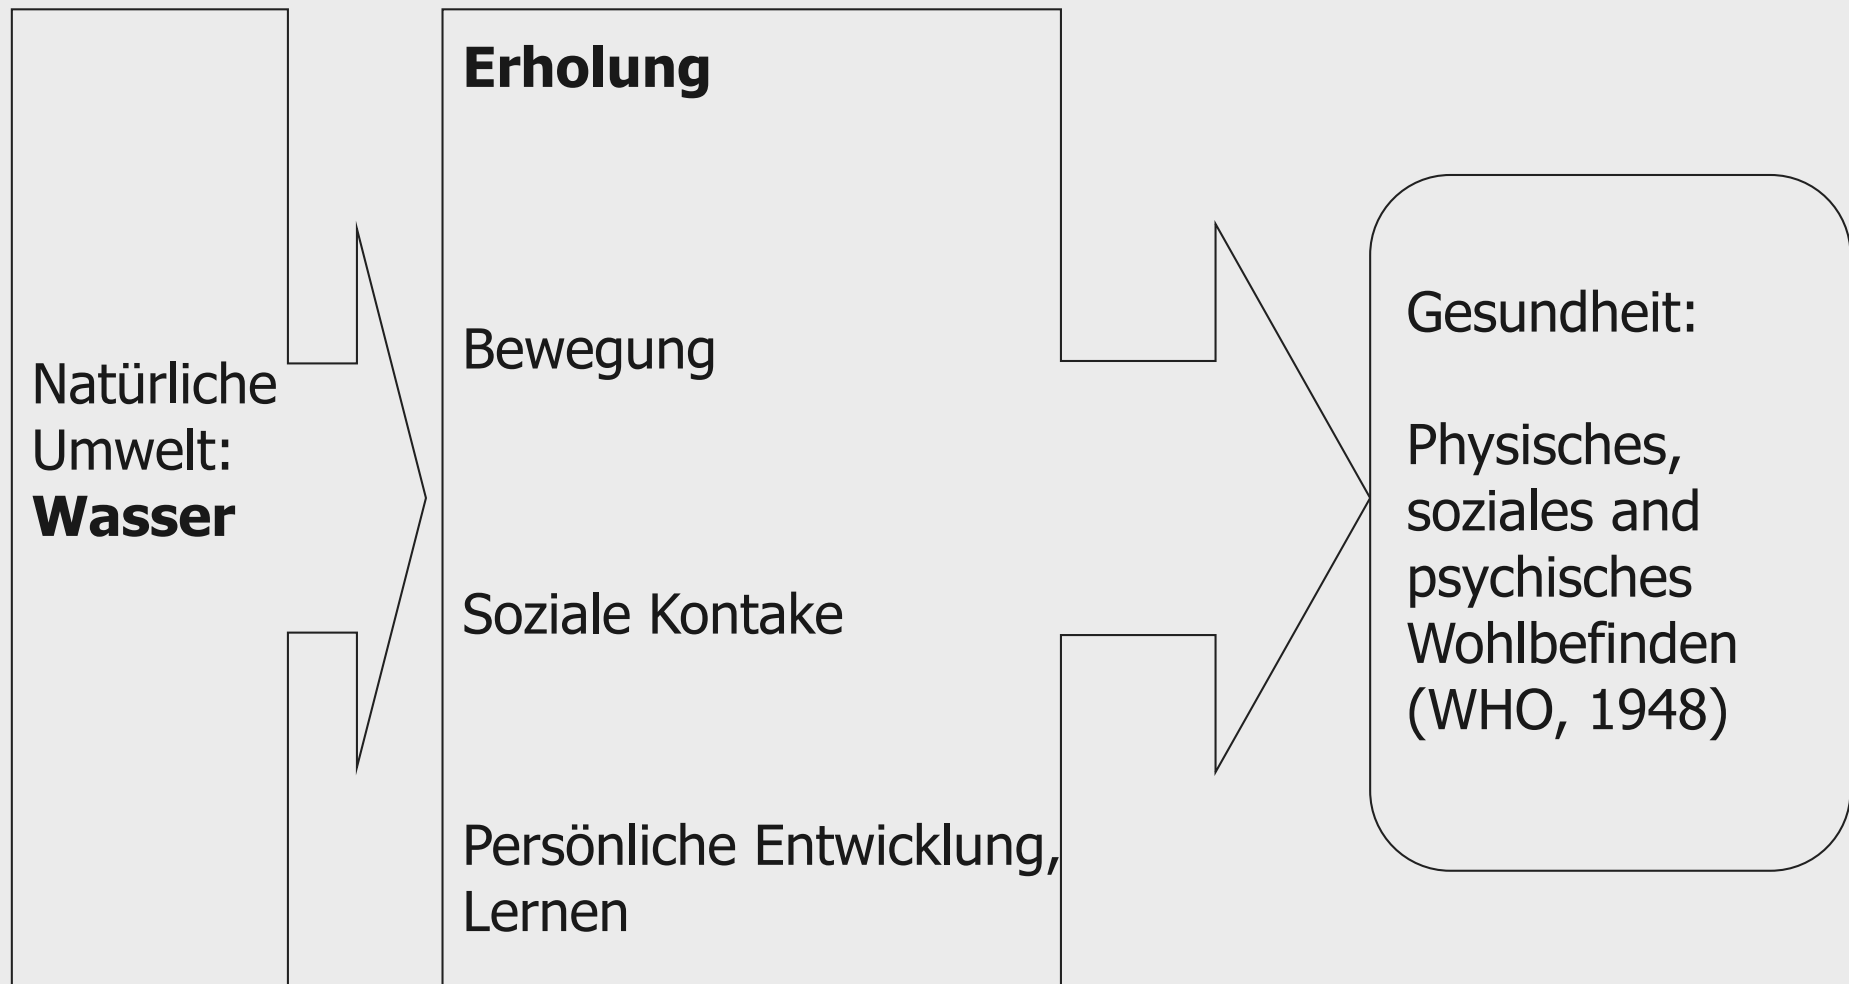 Natürliche
Umwelt:
Wasser
Erholung
Bewegung
Soziale Kontake
Persönliche Entwicklung,
Lernen
Gesundheit:
Physisches,
soziales and
psychisches
Wohlbefinden
(WHO, 1948)